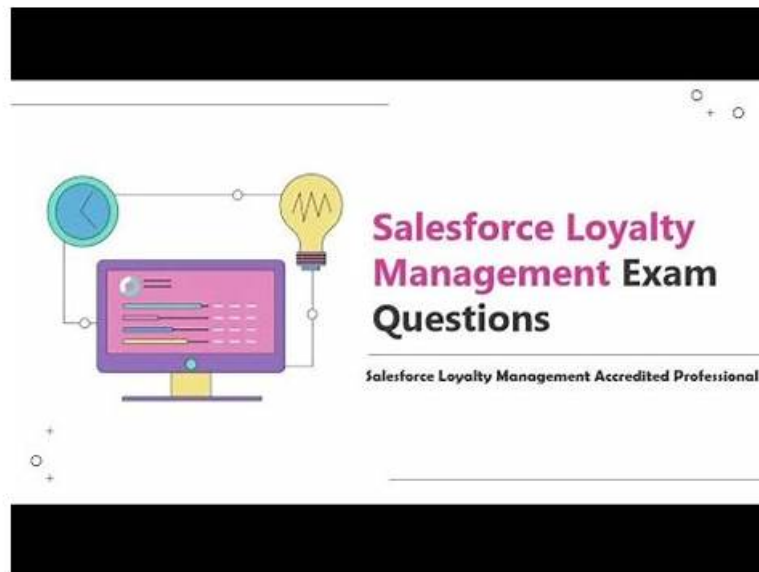 Salesforce Loyalty
Management Exam
Questions
Salesforce Loyalty Management Accredited Professional